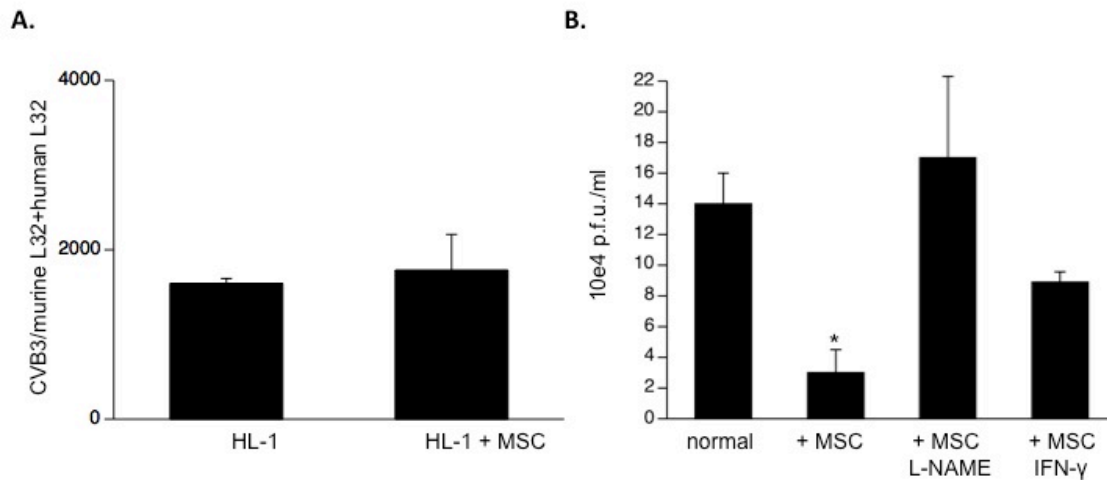 A.
CVB3/murine L32+human L32
4000
2000
0
HL-1
HL-1 + MSC
B.
10e4 p.f.u./ml
22
20
18
16
14
12
10
8
6
4
2
0
*
normal
+ MSC
+ MSC
L-NAME
+ MSC
IFN-γ